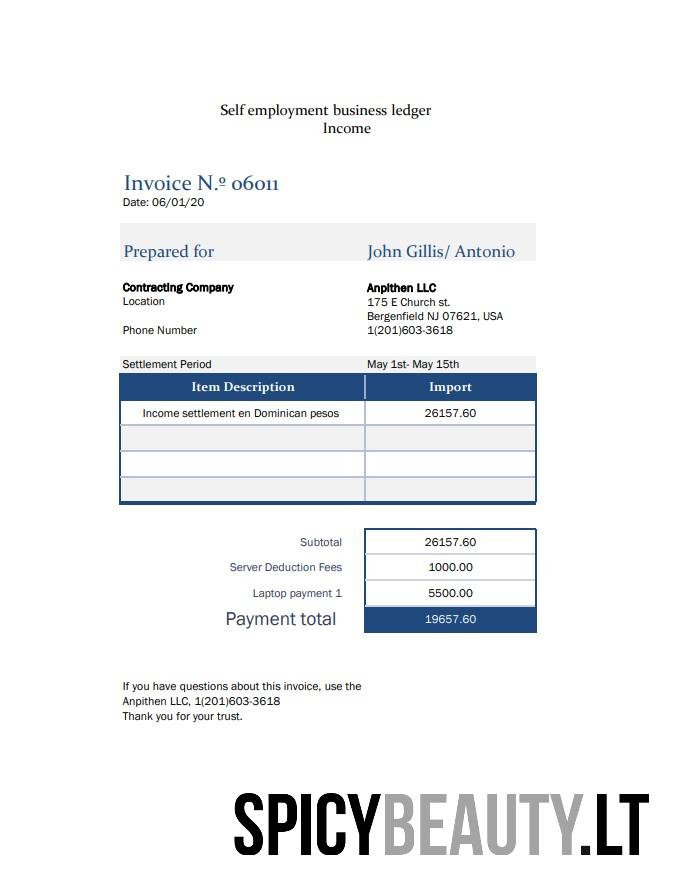 Self employment business ledger
Income
Invoice N.º 06011
Date: 06/01/20
Prepared for John Gillis/ Antonio
Contracting Company Anpithen LLC
Location 175 E Church st.
Bergenfield NJ 07621, USA
Phone Number 1(201)603-3618
Settlement Period May 1st- May 15th
Item Description Import
Income settlement en Dominican pesos 26157.60
Subtotal 26157.60
Server Deduction Fees 1000.00
Laptop payment 1 5500.00
Payment total 19657.60
If you have questions about this invoice, use the
Anpithen LLC, 1(201)603-3618
Thank you for your trust.
SPICYBEAUTY.LT